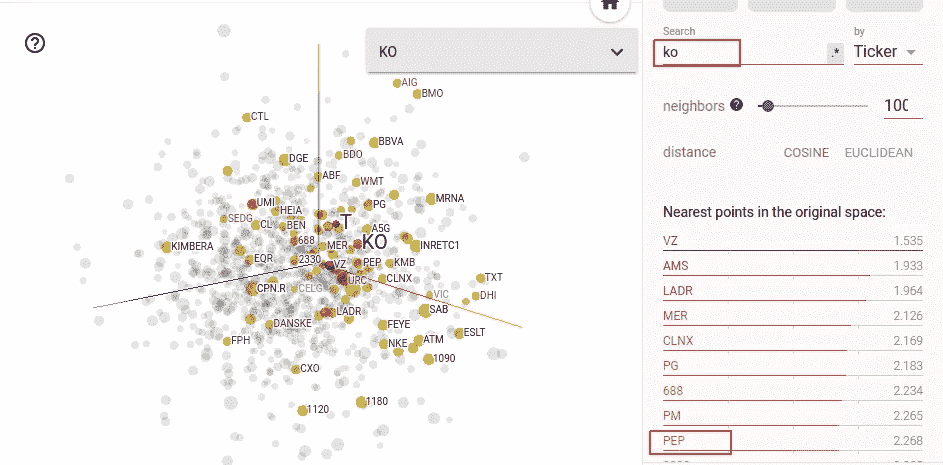 ?
KO
AIG
BMO
CTL
BBVA
DGE
BDO
ABF
WMT
UMI
HEIA
PG
MRNA
SEDG
CL
BEN
T
A5G
KIMBERA
688
MER
KO
INRETC1
EQR
2330
VZ
PEP
KMB
CPN.R
CELG
URC
CLNX
TXT
VIC
DHI
DANSKE
LADR
SAB
FPH
FEYE
NKE
ATM
ESLT
1090
CXO
1120
1180
Search
by
ko
.*
Ticker
neighbors ?
100
distance
COSINE
EUCLIDEAN
Nearest points in the original space:
VZ 1.535
AMS 1.933
LADR 1.964
MER 2.126
CLNX 2.169
PG 2.183
688 2.234
PM 2.265
PEP 2.268